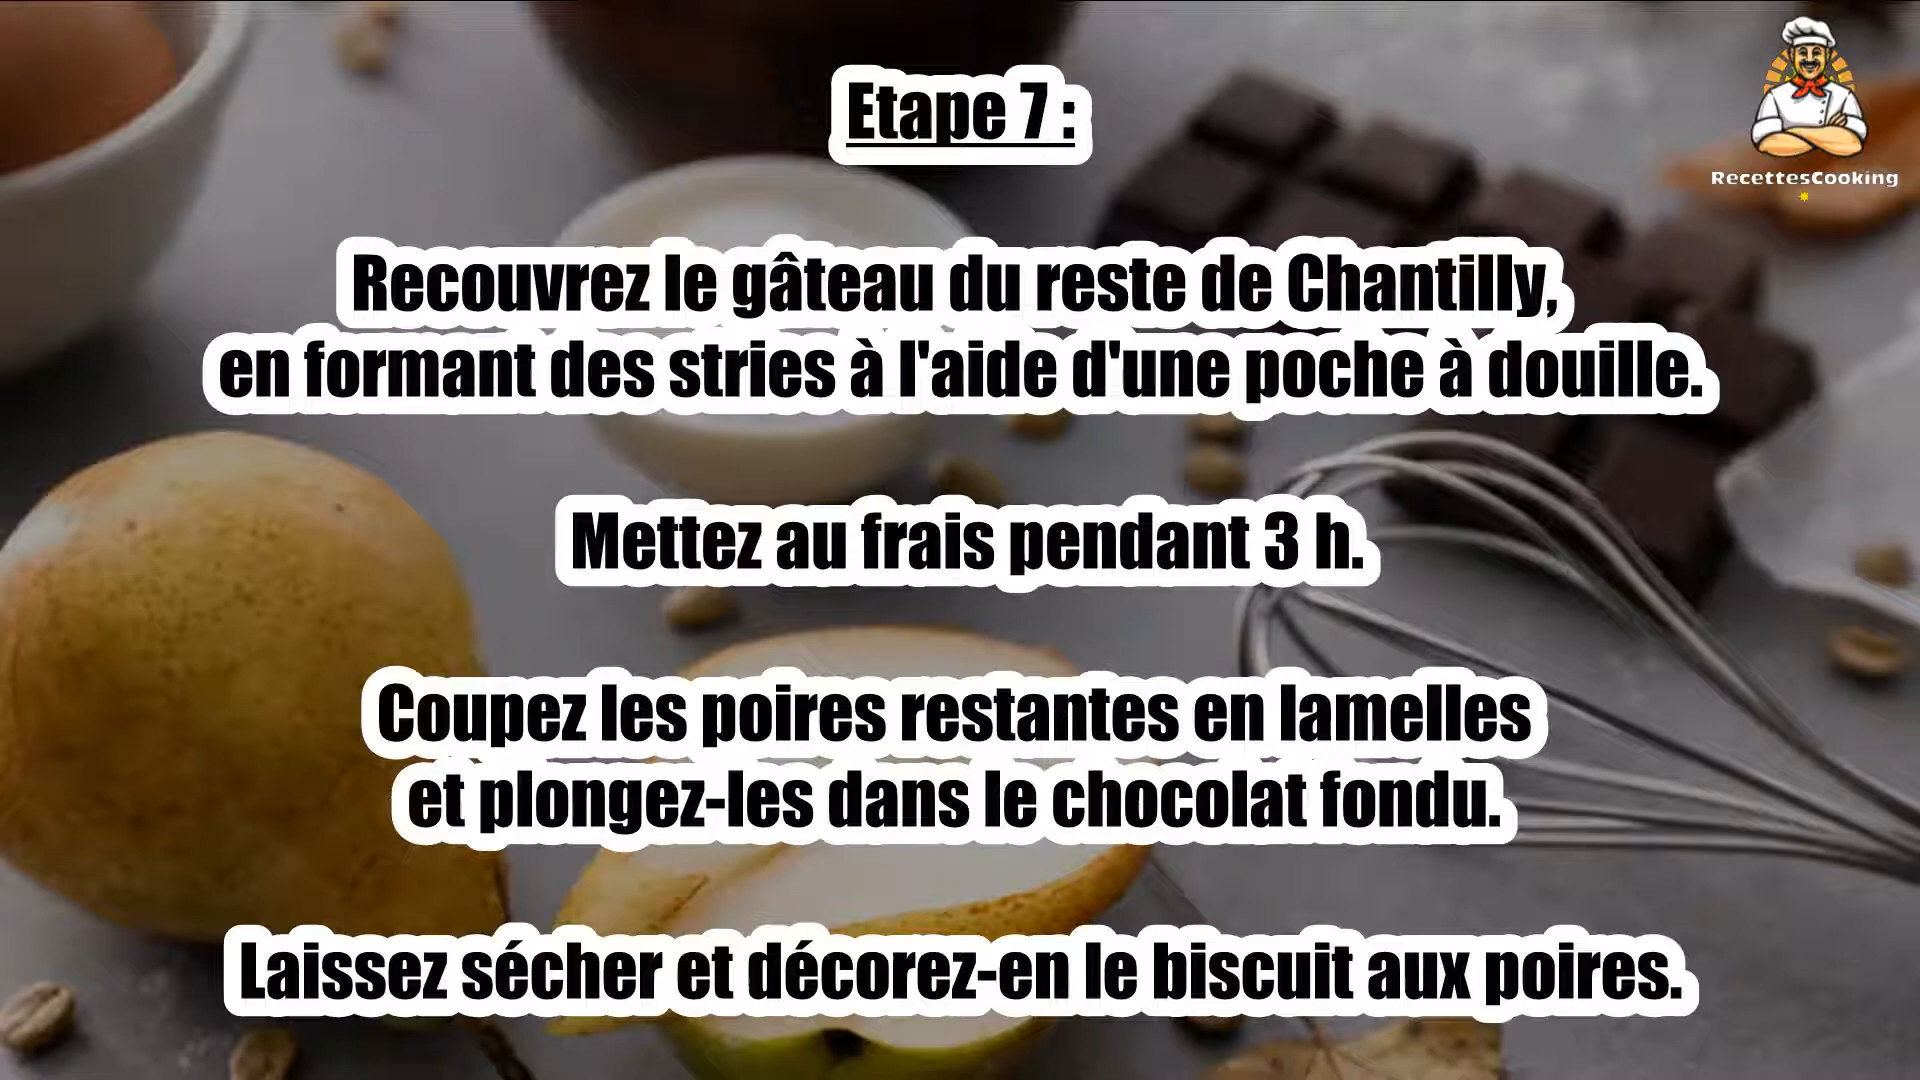 Etape 7 :
RecettesCooking
Recouvrez le gâteau du reste de Chantilly,
en formant des stries à l'aide d'une poche à douille.
Mettez au frais pendant 3 h.
Coupez les poires restantes en lamelles
et plongez-les dans le chocolat fondu.
Laissez sécher et décorez-en le biscuit aux poires.